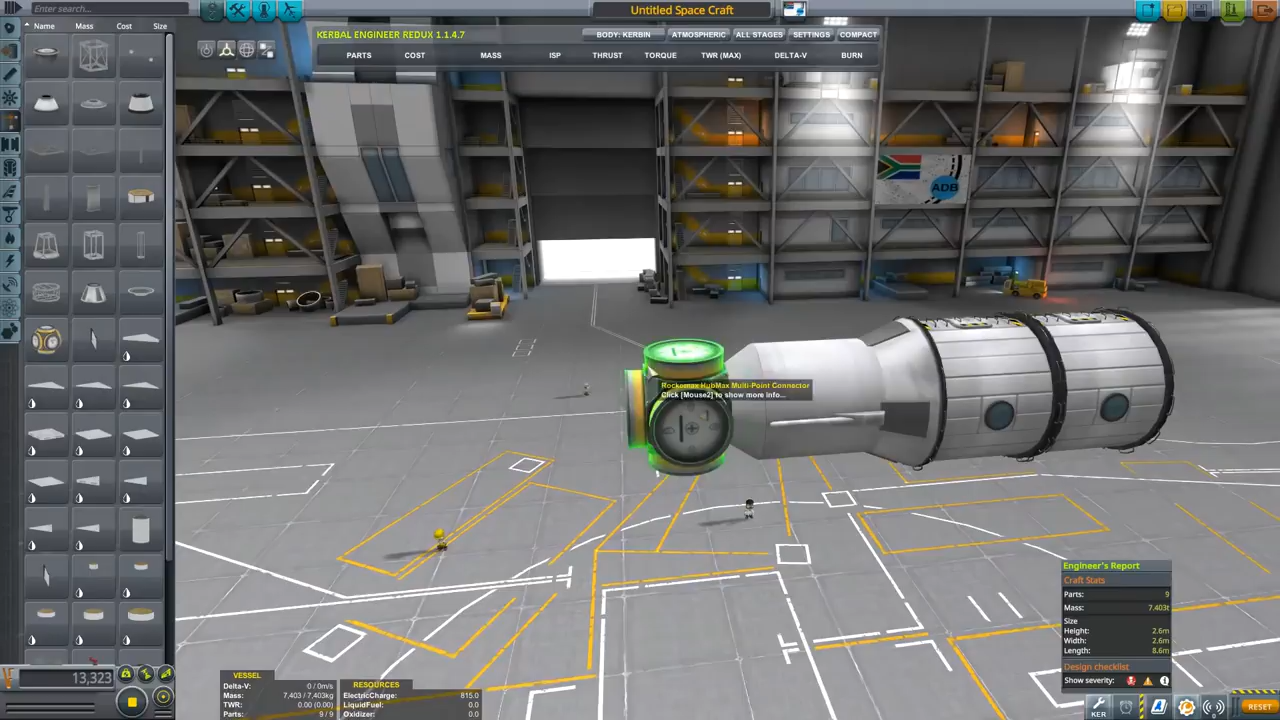 Enter search...
Untitled Space Craft
Name Mass Cost Size
KERBAL ENGINEER REDUX 1.1.4.7
BODY: KERBIN
ATMOSPHERIC
ALL STAGES
SETTINGS
COMPACT
PARTS COST MASS ISP THRUST TORQUE TWR (MAX) DELTA-V BURN
ADB
Rockomax HubMax Multi-Point Connector
Click [Mouse2] to show more info...
Engineer's Report
Craft Stats
Parts: 9
Mass: 7.403t
Size
Height: 2.6m
Width: 2.6m
Length: 8.6m
Design checklist
Show severity:
13,323
VESSEL
Delta-V: 0 / 0m/s
Mass: 7,403 / 7,403kg
TWR: 0.00 (0.00)
Parts: 9 / 9
RESOURCES
ElectricCharge: 815.0
LiquidFuel: 0.0
Oxidizer: 0.0
KER
RESET